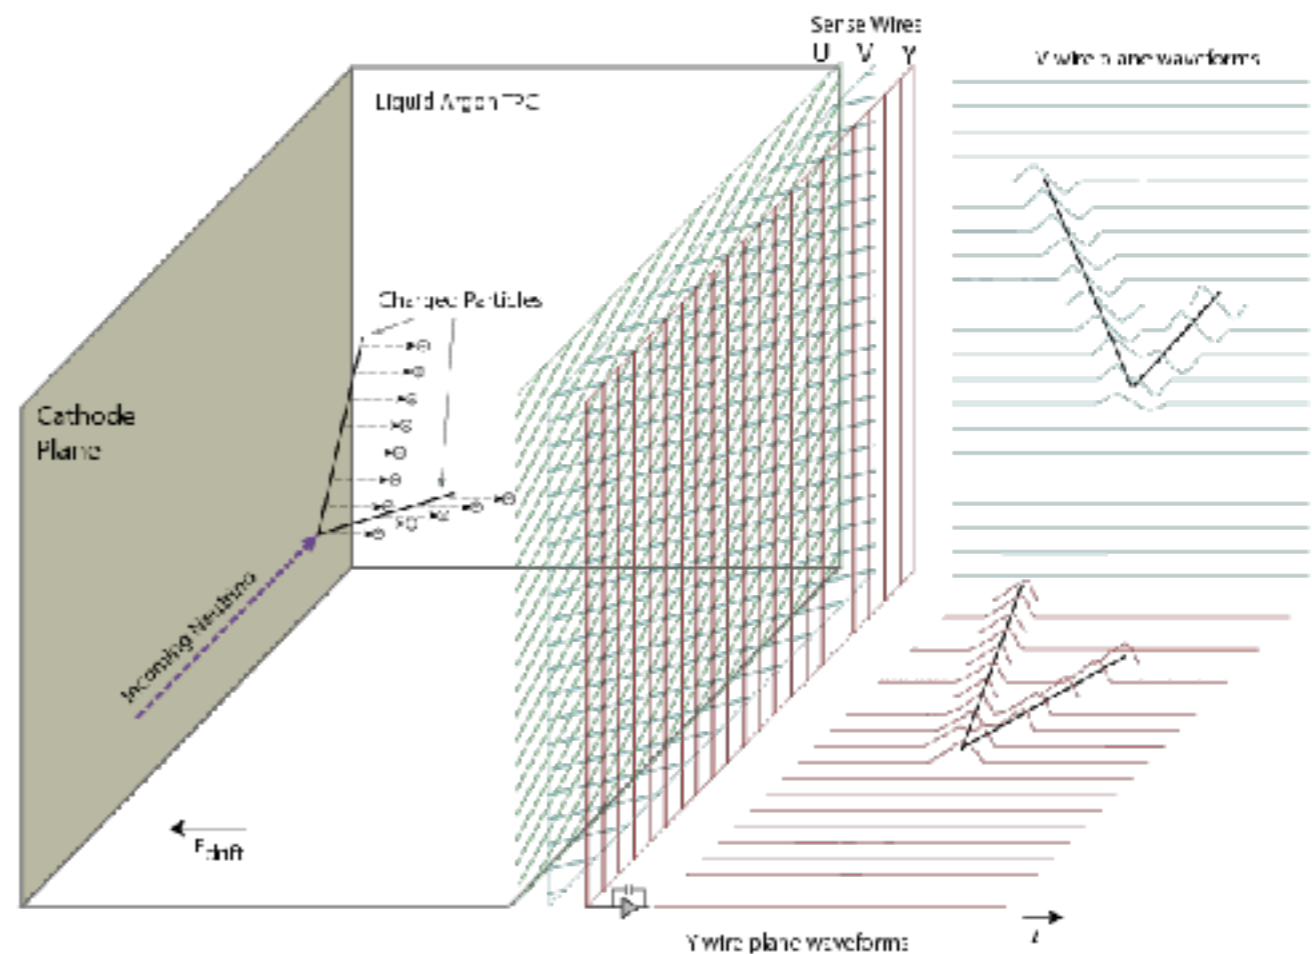 Sense Wires
U V Y
V wire plane waveforms
Liquid Argon TPC
Charged Particles
Cathode
Plane
Incoming Neutrino
E drift
Y wire plane waveforms
t